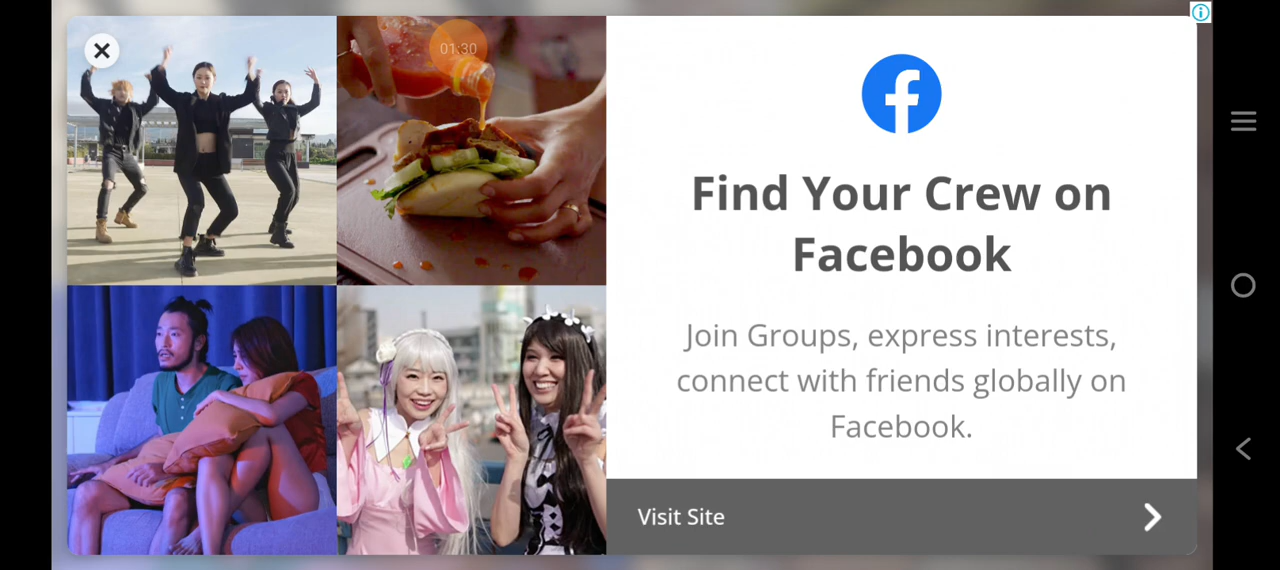 01:30
Find Your Crew on
Facebook
Join Groups, express interests,
connect with friends globally on
Facebook.
Visit Site